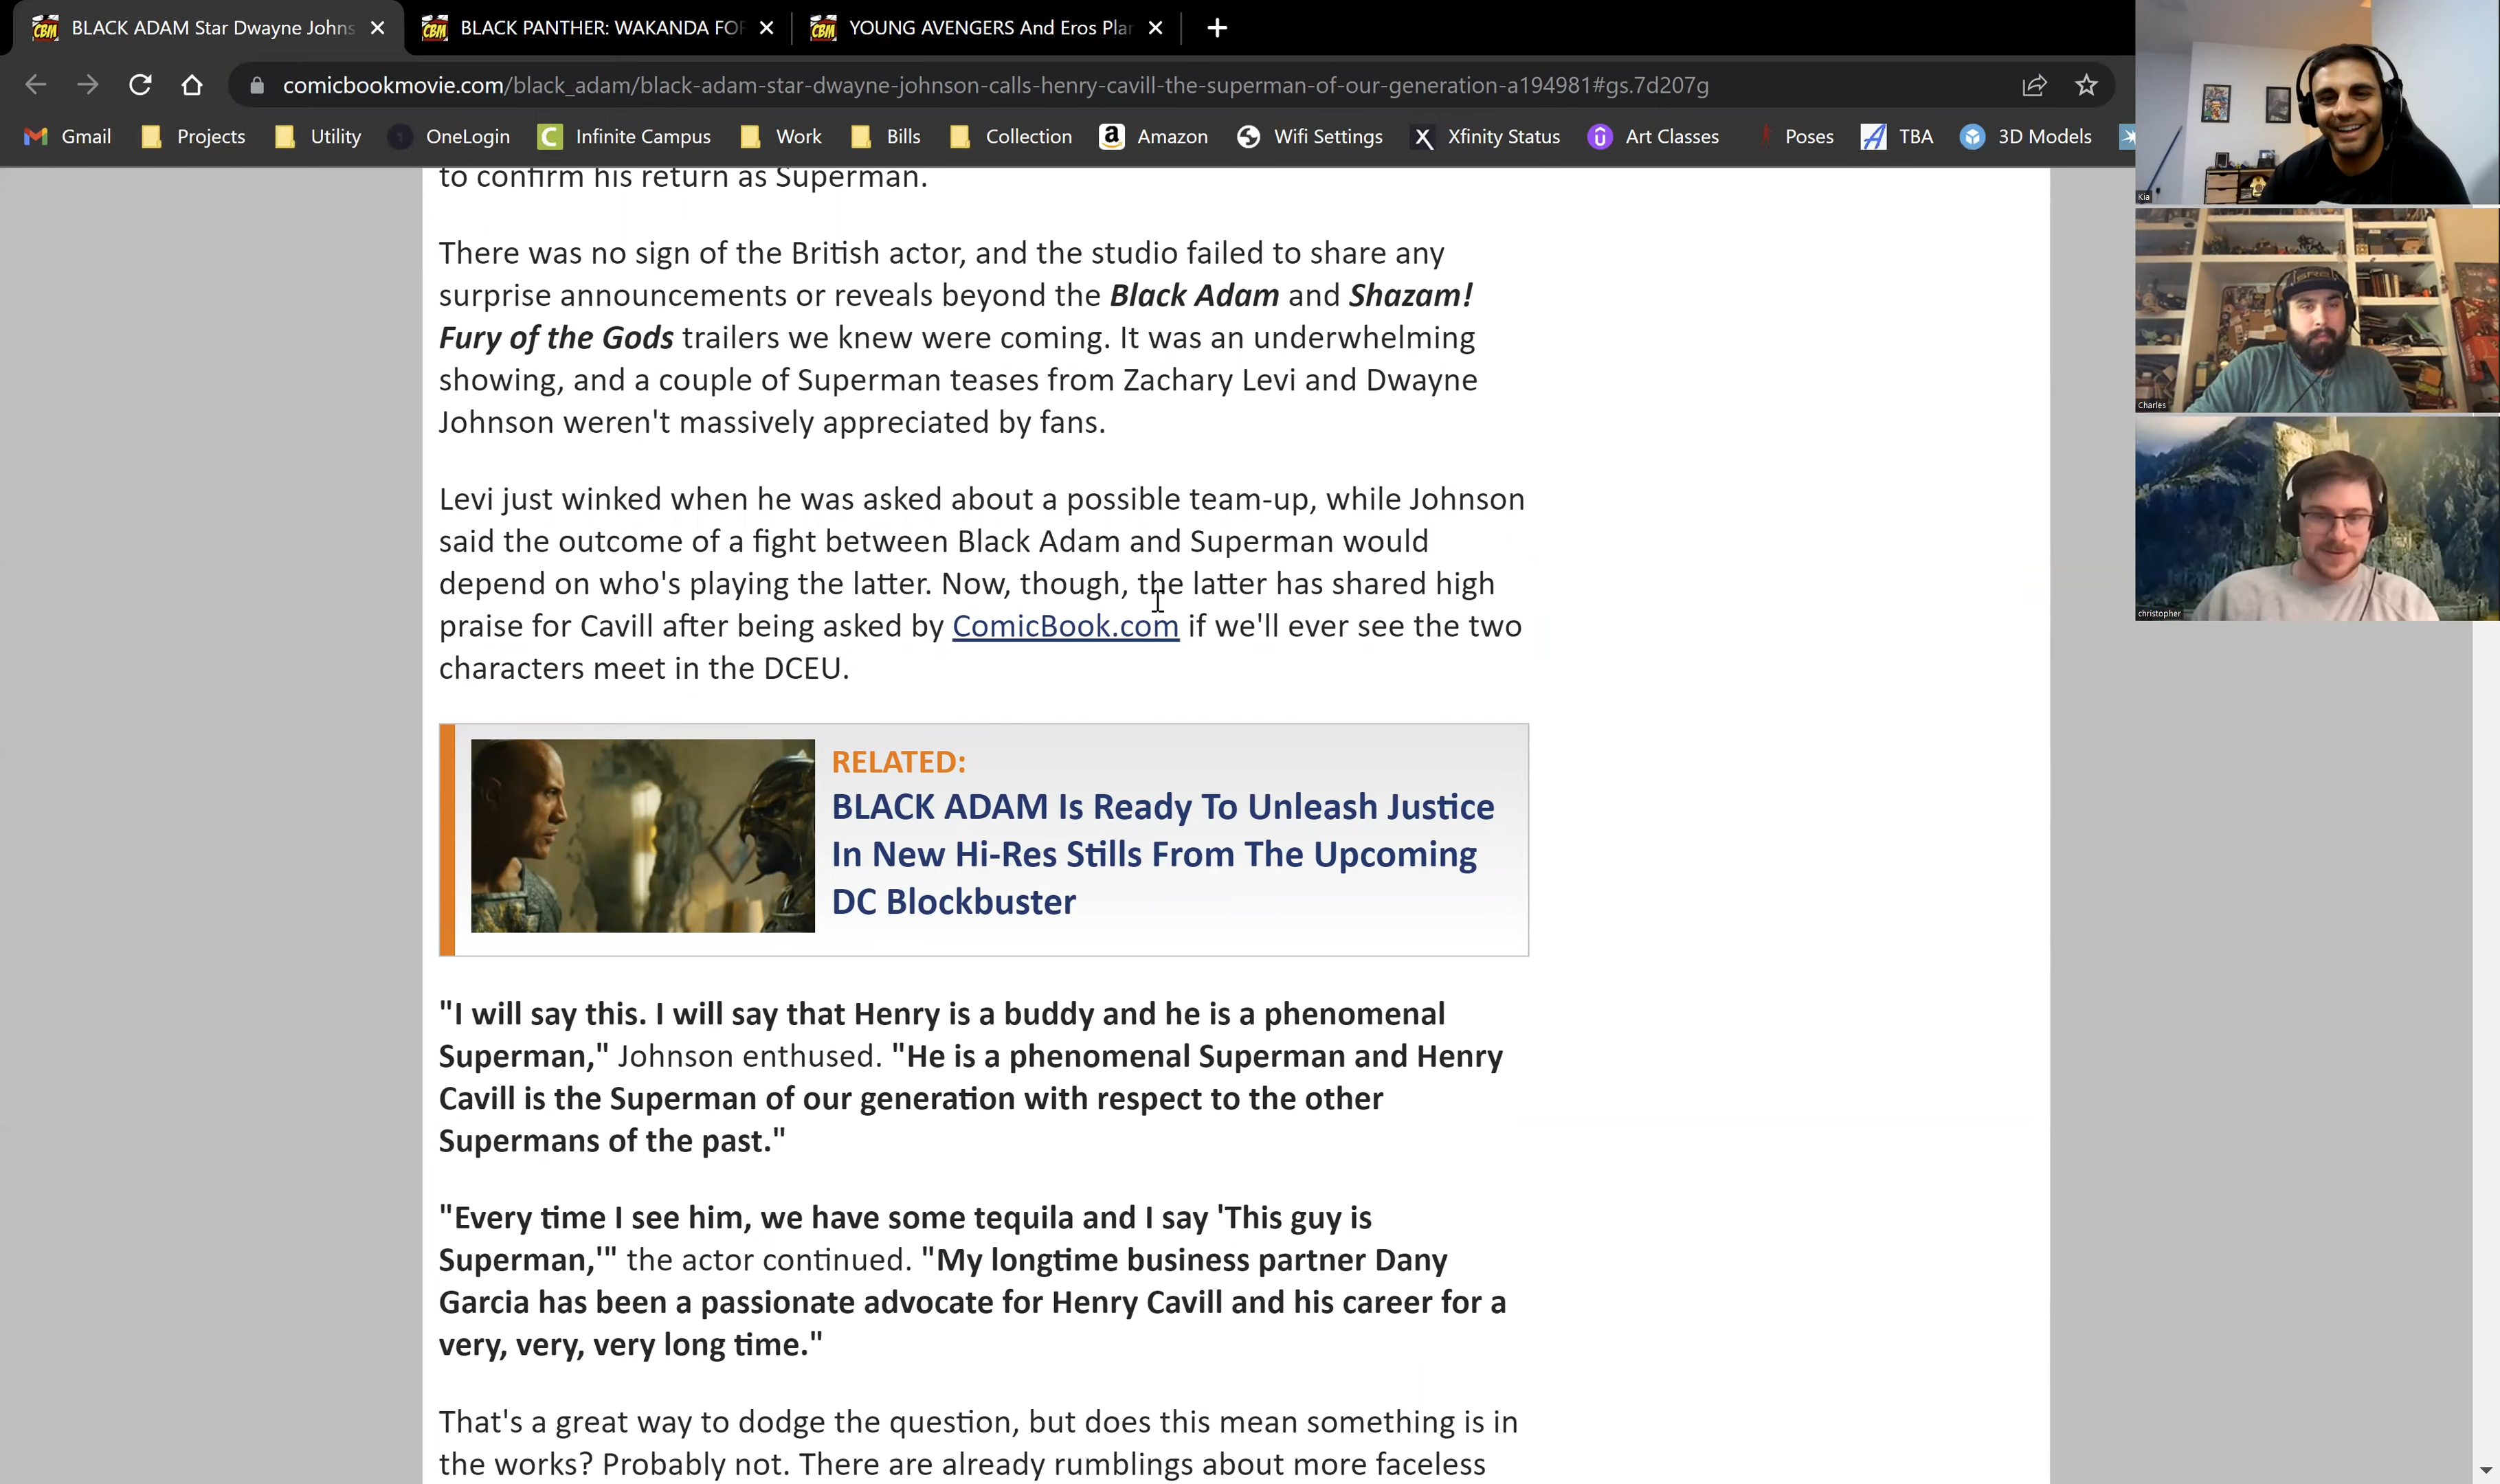 BLACK ADAM Star Dwayne Johns
BLACK PANTHER: WAKANDA FOR
YOUNG AVENGERS And Eros Plan
comicbookmovie.com/black_adam/black-adam-star-dwayne-johnson-calls-henry-cavill-the-superman-of-our-generation-a194981#gs.7d207g
Gmail Projects Utility OneLogin Infinite Campus Work Bills Collection Amazon Wifi Settings Xfinity Status Art Classes Poses TBA 3D Models
to confirm his return as Superman.
There was no sign of the British actor, and the studio failed to share any
surprise announcements or reveals beyond the Black Adam and Shazam!
Fury of the Gods trailers we knew were coming. It was an underwhelming
showing, and a couple of Superman teases from Zachary Levi and Dwayne
Johnson weren't massively appreciated by fans.
Levi just winked when he was asked about a possible team-up, while Johnson
said the outcome of a fight between Black Adam and Superman would
depend on who's playing the latter. Now, though, the latter has shared high
praise for Cavill after being asked by ComicBook.com if we'll ever see the two
characters meet in the DCEU.
RELATED:
BLACK ADAM Is Ready To Unleash Justice
In New Hi-Res Stills From The Upcoming
DC Blockbuster
"I will say this. I will say that Henry is a buddy and he is a phenomenal
Superman," Johnson enthused. "He is a phenomenal Superman and Henry
Cavill is the Superman of our generation with respect to the other
Supermans of the past."
"Every time I see him, we have some tequila and I say 'This guy is
Superman,'" the actor continued. "My longtime business partner Dany
Garcia has been a passionate advocate for Henry Cavill and his career for a
very, very, very long time."
That's a great way to dodge the question, but does this mean something is in
the works? Probably not. There are already rumblings about more faceless
Kia
Charles
christopher